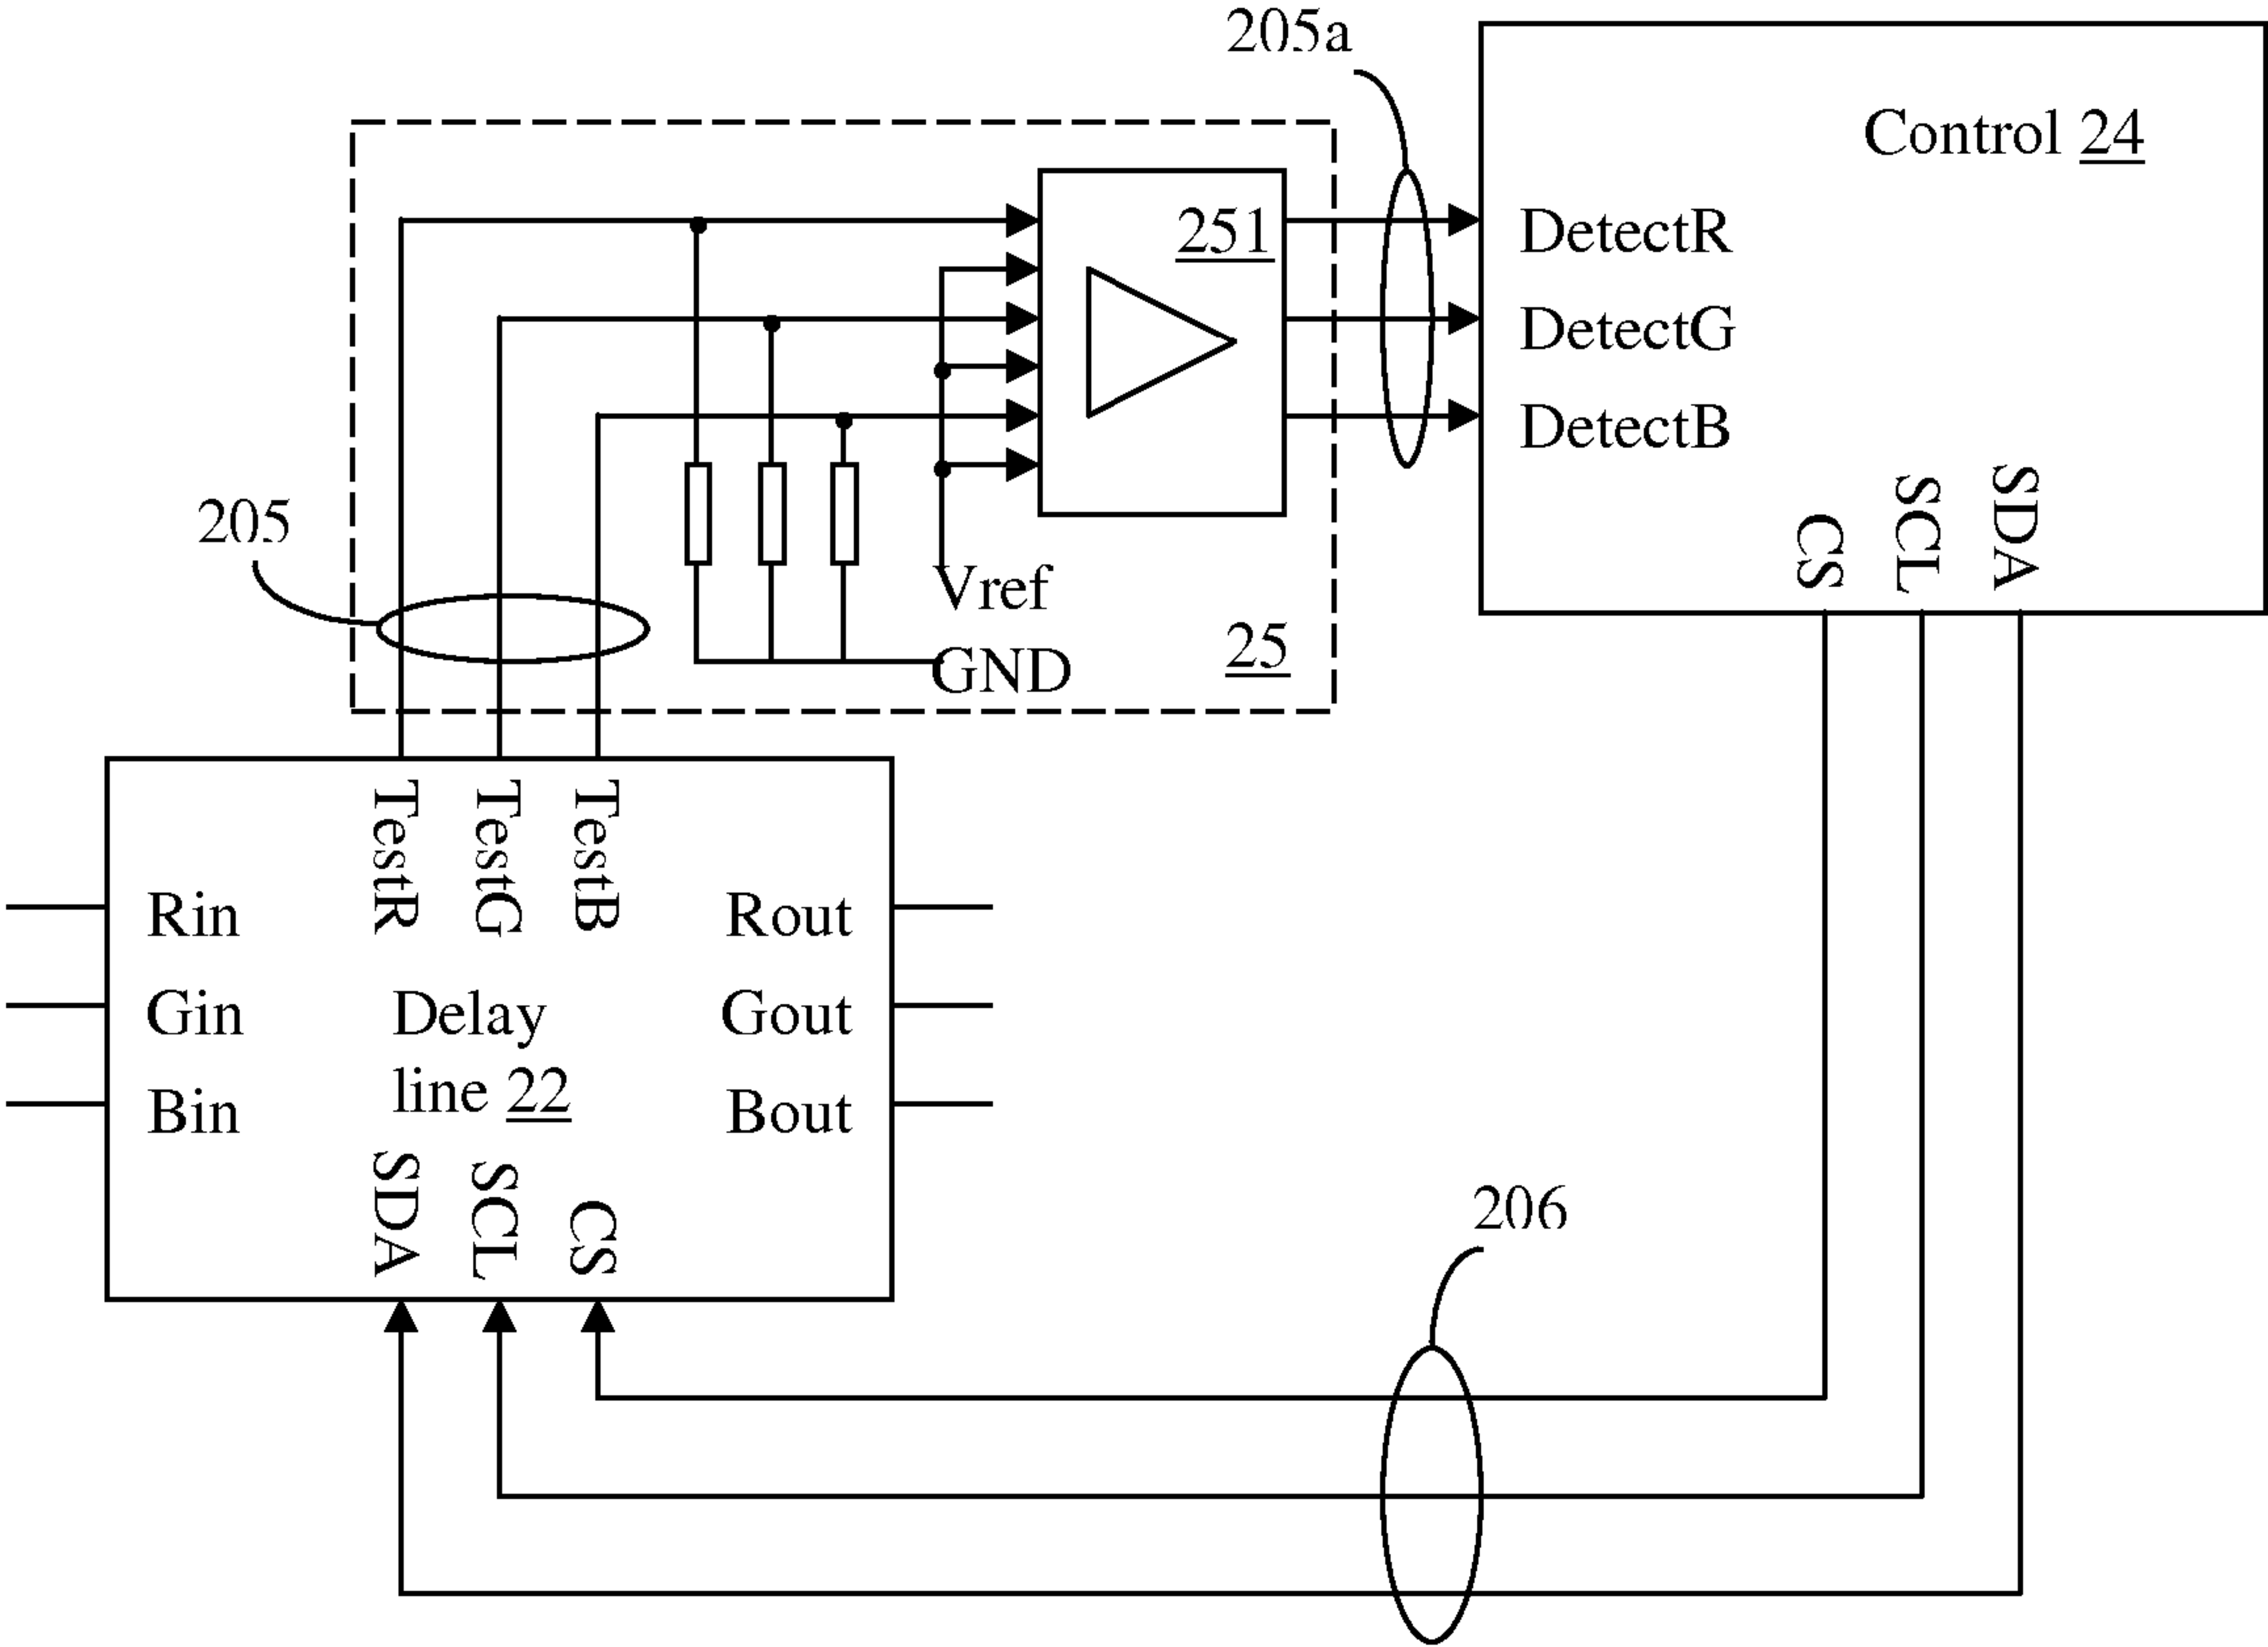 205a
Control 24
251
DetectR
DetectG
DetectB
CS
SCL
SDA
205
Vref
GND
25
TestR
TestG
TestB
Rin
Rout
Gin
Delay
Gout
line 22
Bin
Bout
SDA
SCL
CS
206